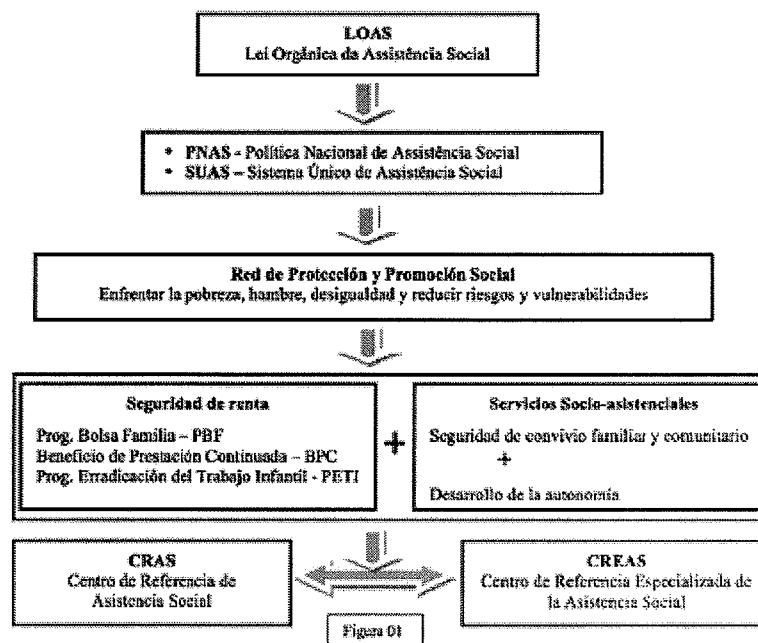 LOAS
Lei Orgânica da Assistência Social
• PNAS - Política Nacional de Assistência Social
• SUAS – Sistema Único de Assistência Social
Red de Protección y Promoción Social
Enfrentar la pobreza, hambre, desigualdad y reducir riesgos y vulnerabilidades
Seguridad de renta
Prog. Bolsa Família – PBF
Beneficio de Prestación Continuada – BPC
Prog. Erradicación del Trabajo Infantil - PETI
+
Servicios Socio-asistenciales
Seguridad de convivio familiar y comunitario
+
Desarrollo de la autonomía
CRAS
Centro de Referencia de
Asistencia Social
CREAS
Centro de Referencia Especializada de
la Asistencia Social
Figura 01